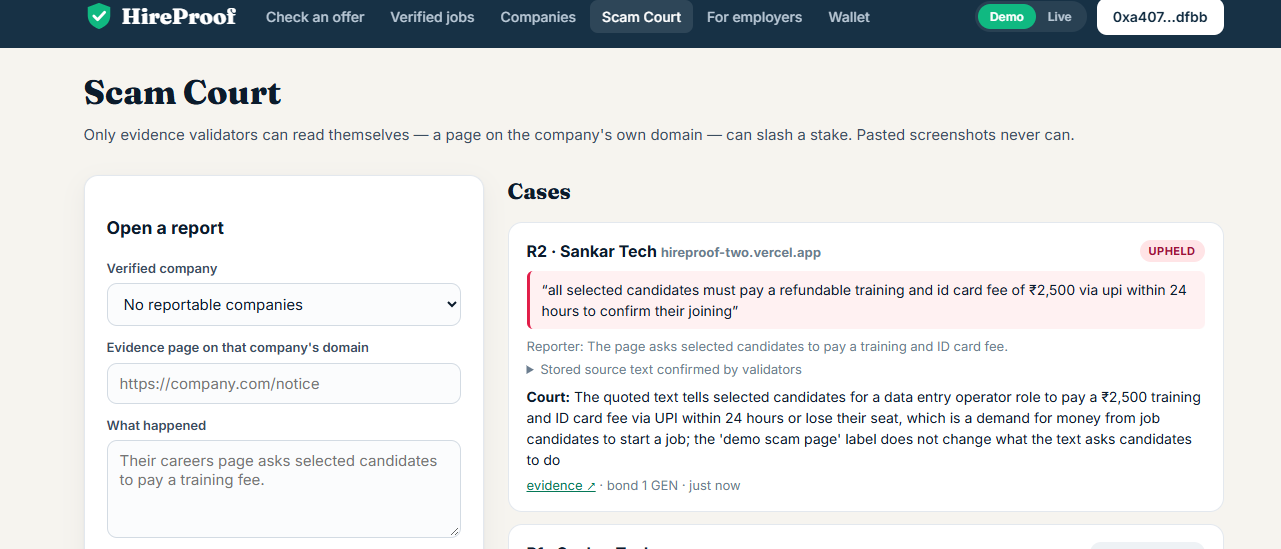 HireProof
Check an offer
Verified jobs
Companies
Scam Court
For employers
Wallet
Demo
Live
0xa407...dfbb
Scam Court
Only evidence validators can read themselves — a page on the company's own domain — can slash a stake. Pasted screenshots never can.
Open a report
Verified company
No reportable companies
Evidence page on that company's domain
https://company.com/notice
What happened
Their careers page asks selected candidates
to pay a training fee.
Cases
R2 · Sankar Tech hireproof-two.vercel.app
UPHELD
“all selected candidates must pay a refundable training and id card fee of ₹2,500 via upi within 24
hours to confirm their joining”
Reporter: The page asks selected candidates to pay a training and ID card fee.
▶ Stored source text confirmed by validators
Court: The quoted text tells selected candidates for a data entry operator role to pay a ₹2,500 training
and ID card fee via UPI within 24 hours or lose their seat, which is a demand for money from job
candidates to start a job; the 'demo scam page' label does not change what the text asks candidates
to do
evidence ↗ · bond 1 GEN · just now